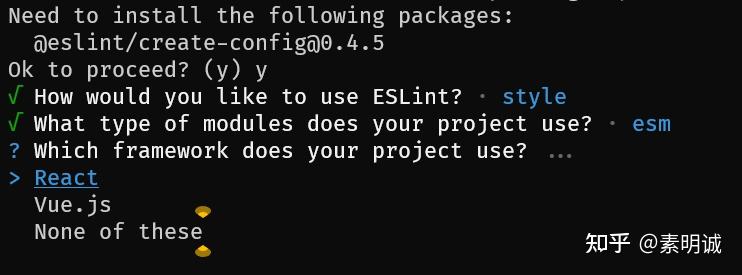 Need to install the following packages:
  @eslint/create-config@0.4.5
Ok to proceed? (y) y
√ How would you like to use ESLint? · style
√ What type of modules does your project use? · esm
? Which framework does your project use? ...
> React
  Vue.js
  None of these
知乎 @素明诚